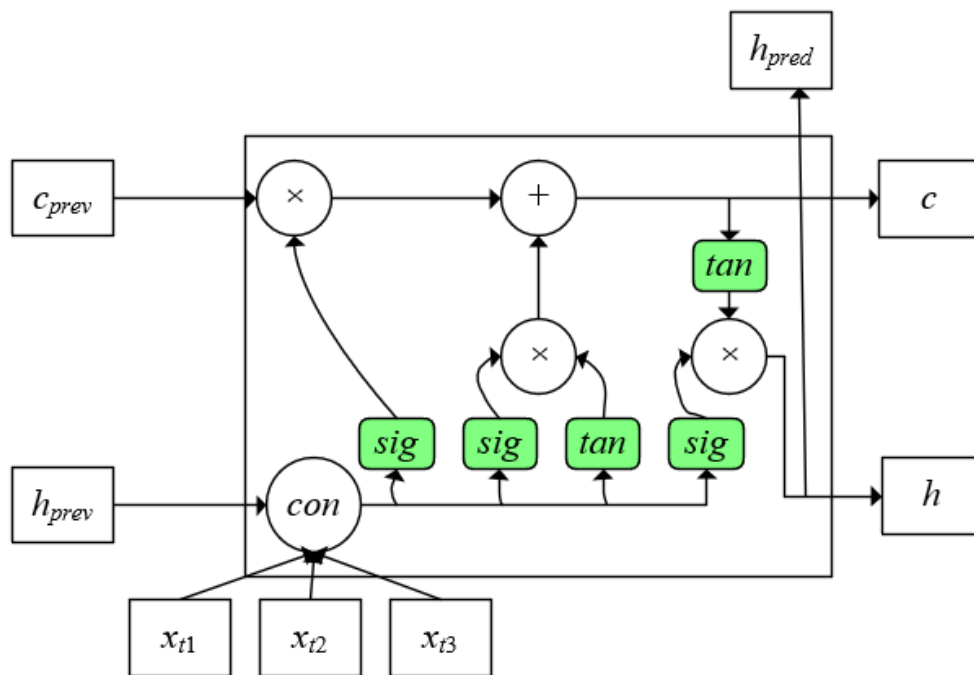 h_pred
c_prev
×
+
c
tan
×
×
sig
sig
tan
sig
h_prev
con
h
x_t1
x_t2
x_t3